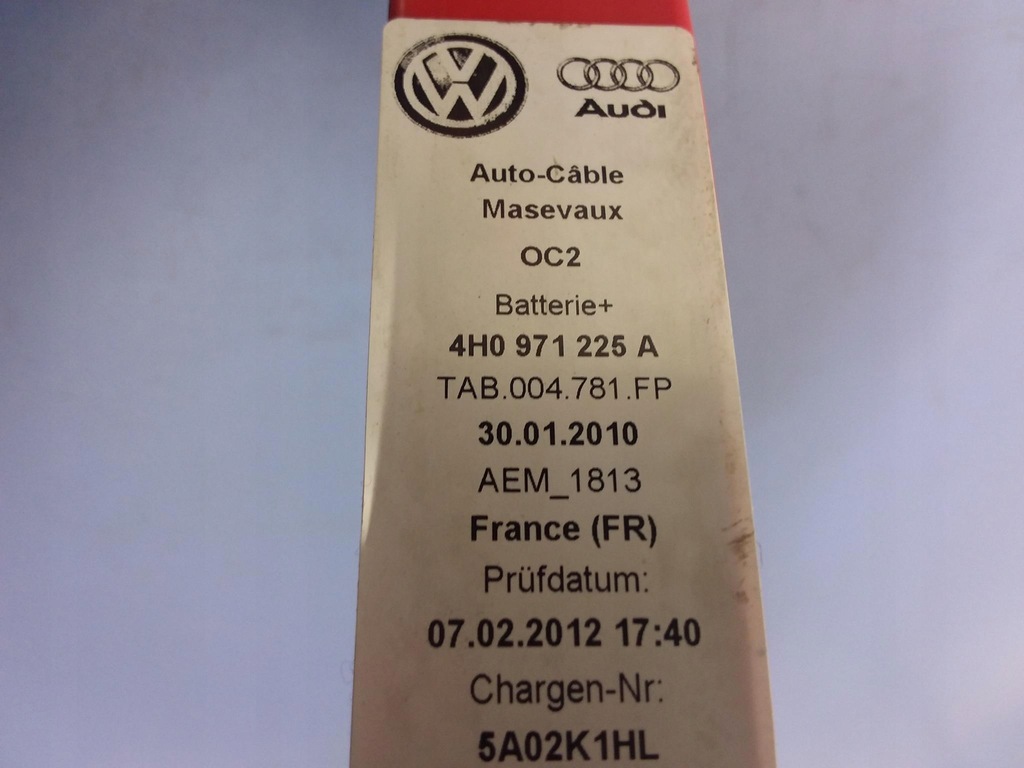 VW Audi
Auto-Câble
Masevaux
OC2
Batterie+
4H0 971 225 A
TAB.004.781.FP
30.01.2010
AEM_1813
France (FR)
Prüfdatum:
07.02.2012 17:40
Chargen-Nr:
5A02K1HL